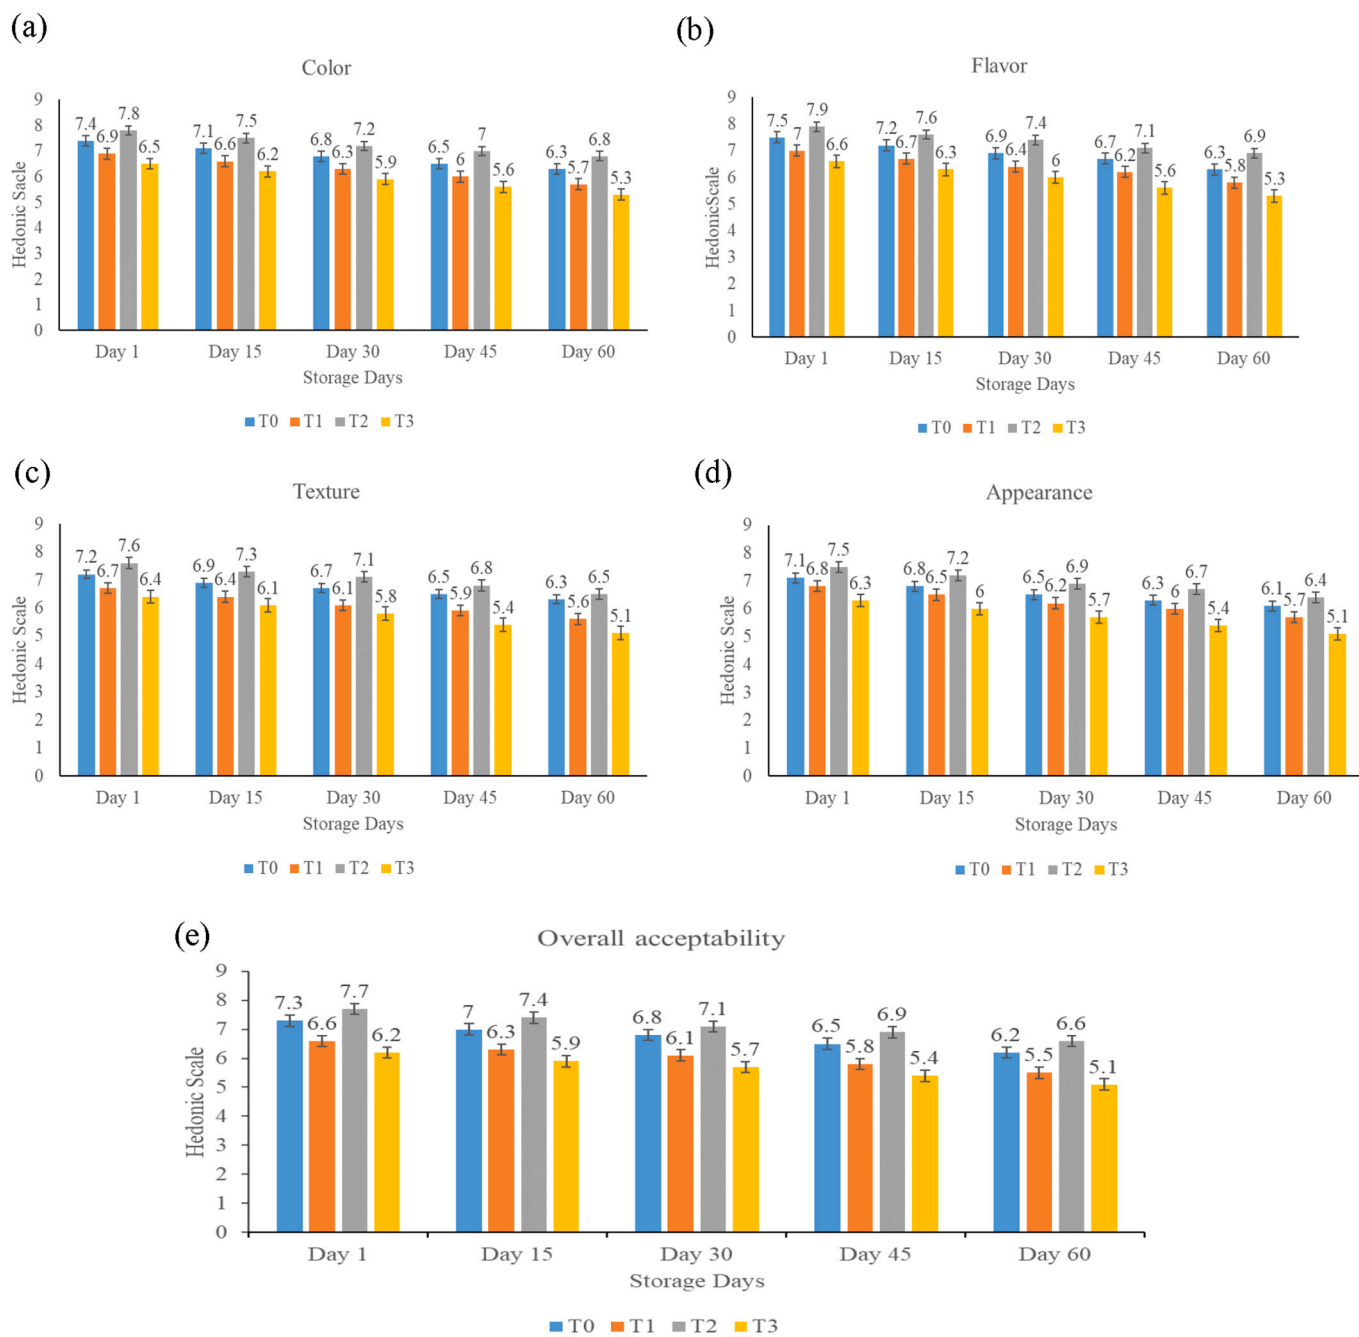 (a)
Color
Hedonic Sacle
9
8
7
6
5
4
3
2
1
0
7.4 6.9 7.8 6.5
7.1 6.6 7.5 6.2
6.8 6.3 7.2 5.9
6.5 6 7 5.6
6.3 5.7 6.8 5.3
Day 1 Day 15 Day 30 Day 45 Day 60
Storage Days
T0 T1 T2 T3
(b)
Flavor
HedonicScale
9
8
7
6
5
4
3
2
1
0
7.5 7 7.9 6.6
7.2 6.7 7.6 6.3
6.9 6.4 7.4 6
6.7 6.2 7.1 5.6
6.3 5.8 6.9 5.3
Day 1 Day 15 Day 30 Day 45 Day 60
Storage Days
T0 T1 T2 T3
(c)
Texture
Hedonic Scale
9
8
7
6
5
4
3
2
1
0
7.2 6.7 7.6 6.4
6.9 6.4 7.3 6.1
6.7 6.1 7.1 5.8
6.5 5.9 6.8 5.4
6.3 5.6 6.5 5.1
Day 1 Day 15 Day 30 Day 45 Day 60
Storage Days
T0 T1 T2 T3
(d)
Appearance
Hedonic Scale
9
8
7
6
5
4
3
2
1
0
7.1 6.8 7.5 6.3
6.8 6.5 7.2 6
6.5 6.2 6.9 5.7
6.3 6 6.7 5.4
6.1 5.7 6.4 5.1
Day 1 Day 15 Day 30 Day 45 Day 60
Storage Days
T0 T1 T2 T3
(e)
Overall acceptability
Hedonic Scale
9
8
7
6
5
4
3
2
1
0
7.3 6.6 7.7 6.2
7 6.3 7.4 5.9
6.8 6.1 7.1 5.7
6.5 5.8 6.9 5.4
6.2 5.5 6.6 5.1
Day 1 Day 15 Day 30 Day 45 Day 60
Storage Days
T0 T1 T2 T3